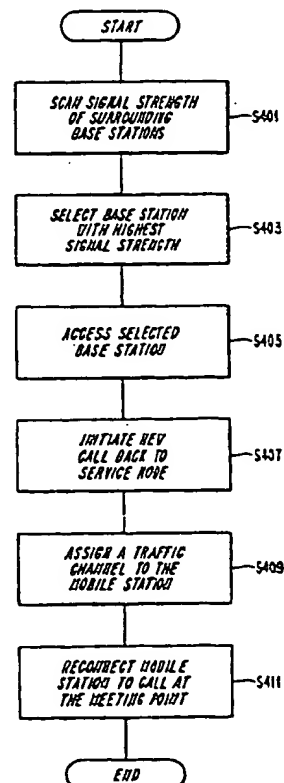 START
SCAN SIGNAL STRENGTH
OF SURROUNDING
BASE STATIONS
S401
SELECT BASE STATION
WITH HIGHEST
SIGNAL STRENGTH
S403
ACCESS SELECTED
BASE STATION
S405
INITIATE NEW
CALL BACK TO
SERVICE NODE
S407
ASSIGN A TRAFFIC
CHANNEL TO THE
MOBILE STATION
S409
RECONNECT MOBILE
STATION TO CALL AT
THE MEETING POINT
S411
END